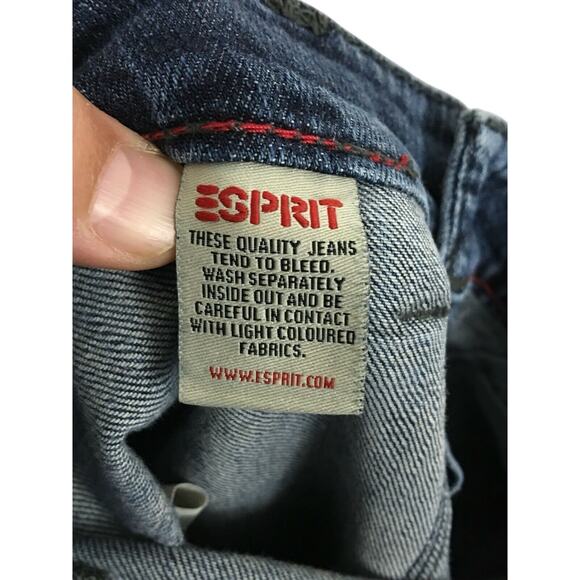 ESPRIT
THESE QUALITY JEANS
TEND TO BLEED.
WASH SEPARATELY
INSIDE OUT AND BE
CAREFUL IN CONTACT
WITH LIGHT COLOURED
FABRICS.
WWW.ESPRIT.COM